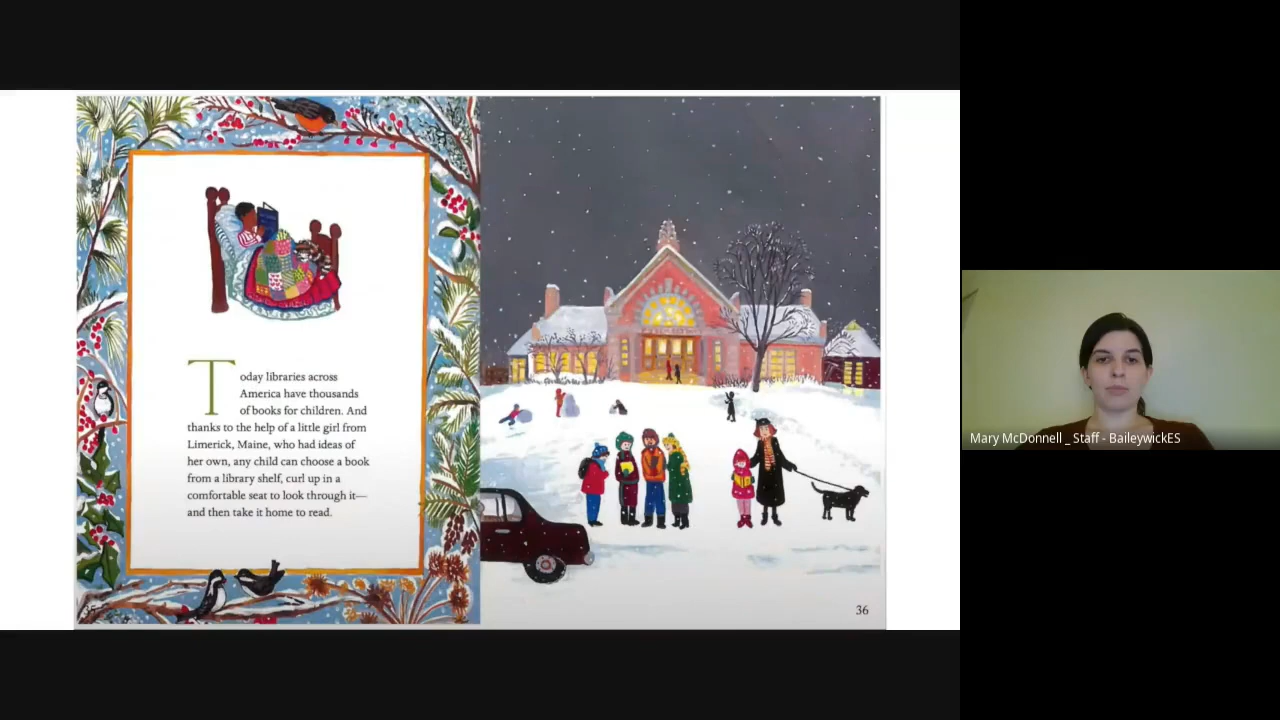 Today libraries across
America have thousands
of books for children. And
thanks to the help of a little girl from
Limerick, Maine, who had ideas of
her own, any child can choose a book
from a library shelf, curl up in a
comfortable seat to look through it—
and then take it home to read.
36
Mary McDonnell _ Staff - BaileywickES